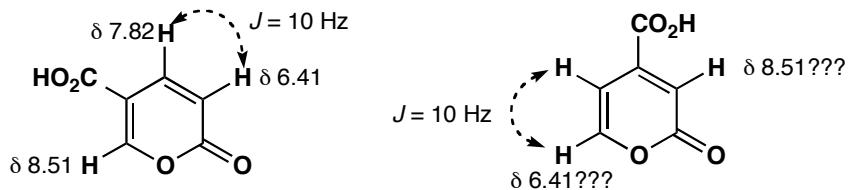 δ 7.82 H
J = 10 Hz
HO2C
H δ 6.41
δ 8.51 H
O
O
CO2H
H
H δ 8.51???
J = 10 Hz
H
O
O
δ 6.41???